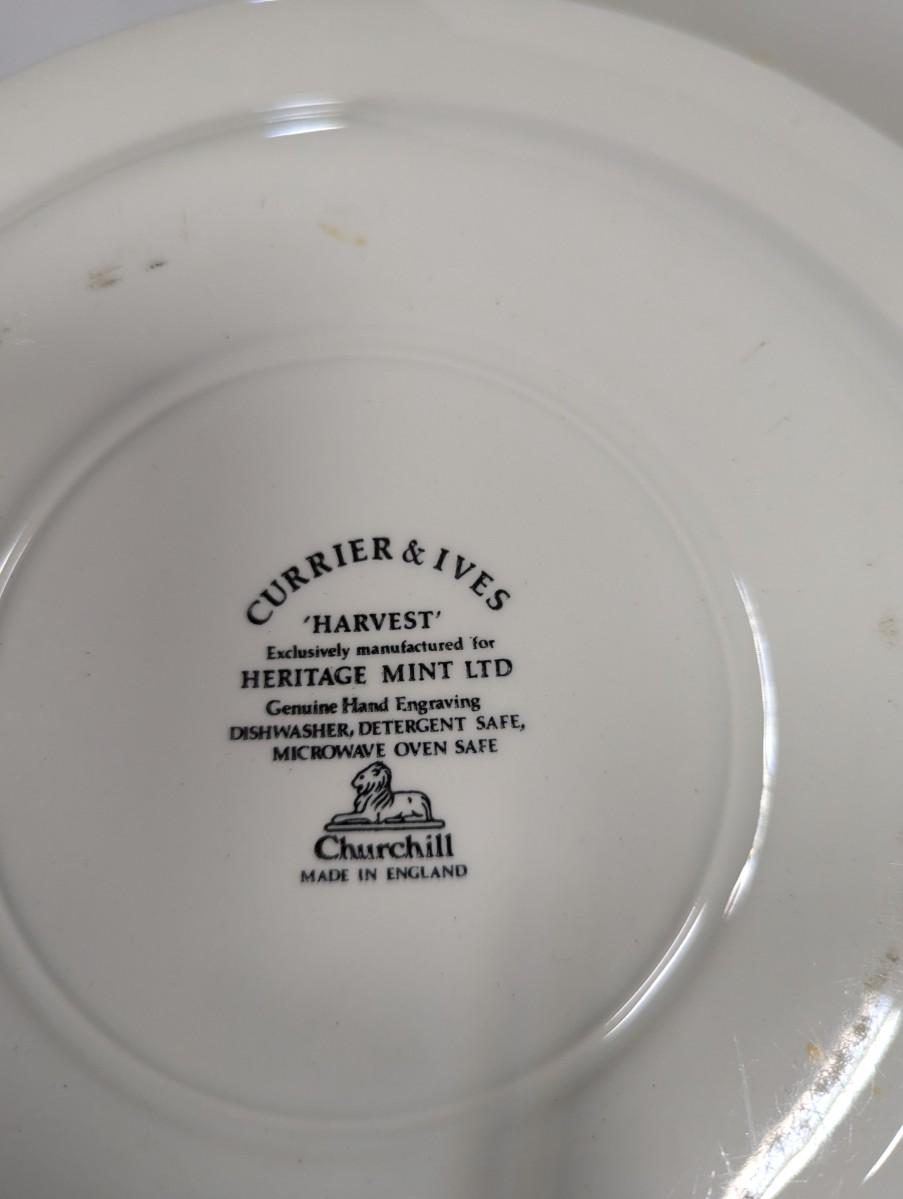 CURRIER & IVES
'HARVEST'
Exclusively manufactured for
HERITAGE MINT LTD
Genuine Hand Engraving
DISHWASHER, DETERGENT SAFE,
MICROWAVE OVEN SAFE
Churchill
MADE IN ENGLAND